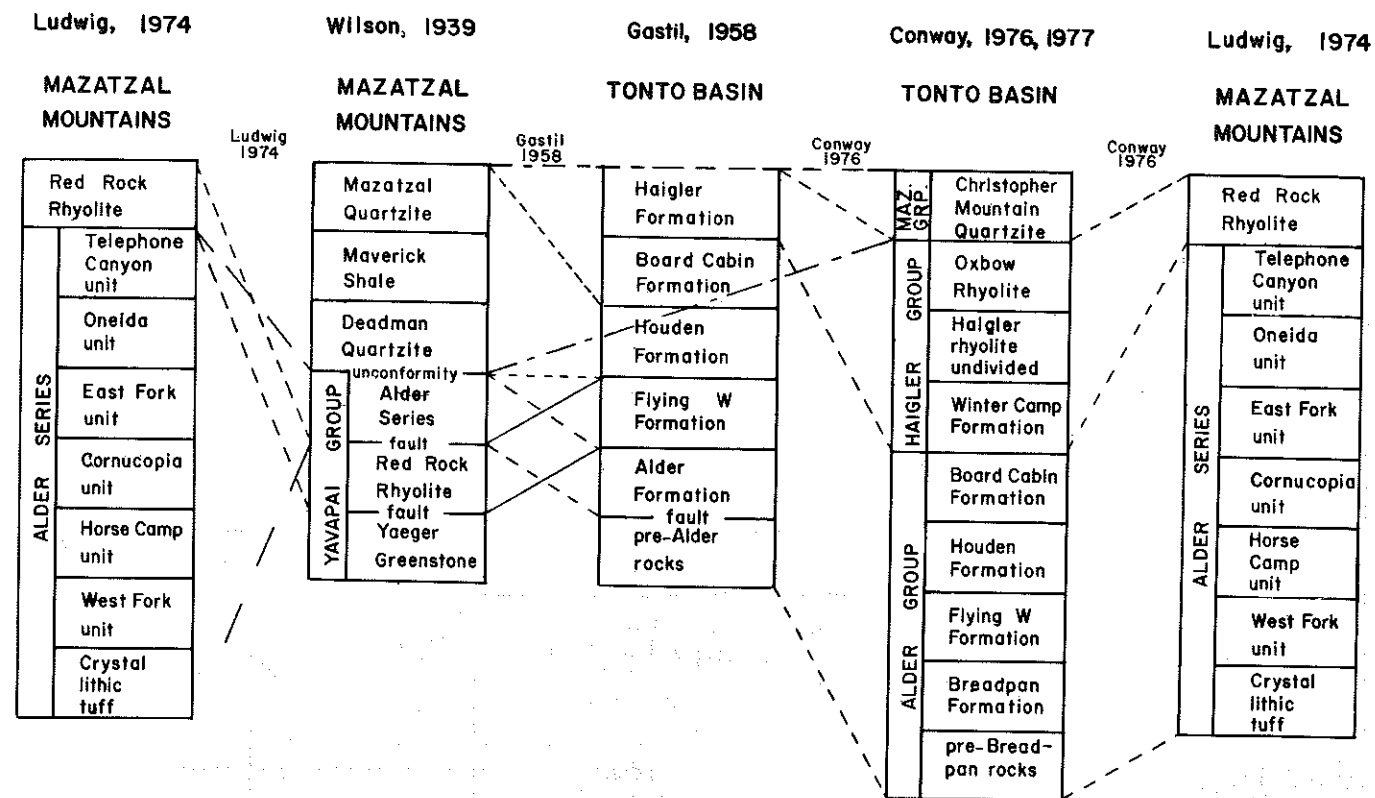 Ludwig, 1974
MAZATZAL
MOUNTAINS
Red Rock
Rhyolite
ALDER SERIES
Telephone
Canyon
unit
Oneida
unit
East Fork
unit
Cornucopia
unit
Horse Camp
unit
West Fork
unit
Crystal
lithic
tuff
Ludwig
1974
Wilson, 1939
MAZATZAL
MOUNTAINS
Mazatzal
Quartzite
Maverick
Shale
Deadman
Quartzite
unconformity
YAVAPAI GROUP
Alder
Series
fault
Red Rock
Rhyolite
fault
Yaeger
Greenstone
Gastil
1958
Gastil, 1958
TONTO BASIN
Haigler
Formation
Board Cabin
Formation
Houden
Formation
Flying W
Formation
Alder
Formation
fault
pre-Alder
rocks
Conway
1976
Conway, 1976, 1977
TONTO BASIN
MAZ.
GRP.
Christopher
Mountain
Quartzite
HAIGLER GROUP
Oxbow
Rhyolite
Haigler
rhyolite
undivided
Winter Camp
Formation
ALDER GROUP
Board Cabin
Formation
Houden
Formation
Flying W
Formation
Breadpan
Formation
pre-Bread-
pan rocks
Conway
1976
Ludwig, 1974
MAZATZAL
MOUNTAINS
Red Rock
Rhyolite
ALDER SERIES
Telephone
Canyon
unit
Oneida
unit
East Fork
unit
Cornucopia
unit
Horse
Camp
unit
West Fork
unit
Crystal
lithic
tuff